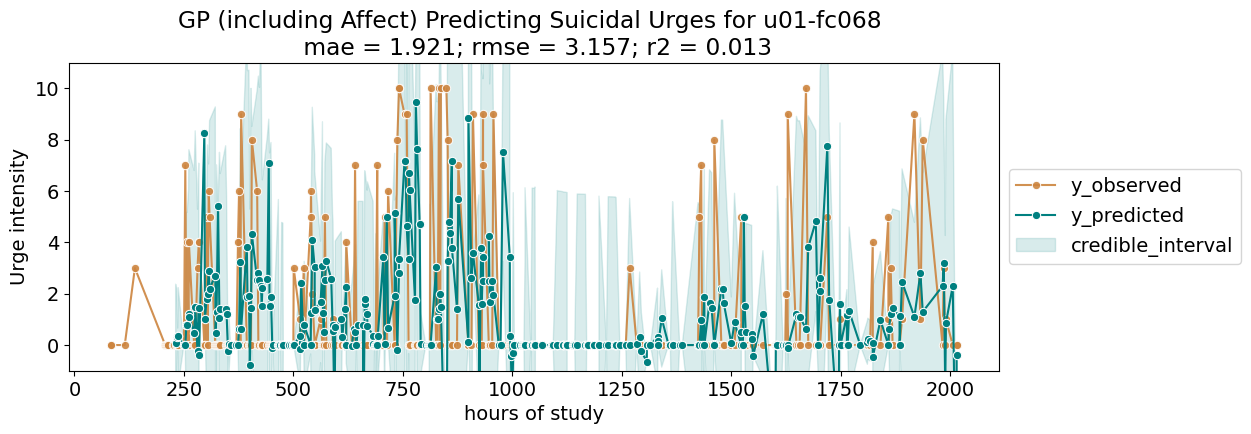 GP (including Affect) Predicting Suicidal Urges for u01-fc068
mae = 1.921; rmse = 3.157; r2 = 0.013
Urge intensity
10
8
6
4
2
0
0
250
500
750
1000
1250
1500
1750
2000
hours of study
y_observed
y_predicted
credible_interval